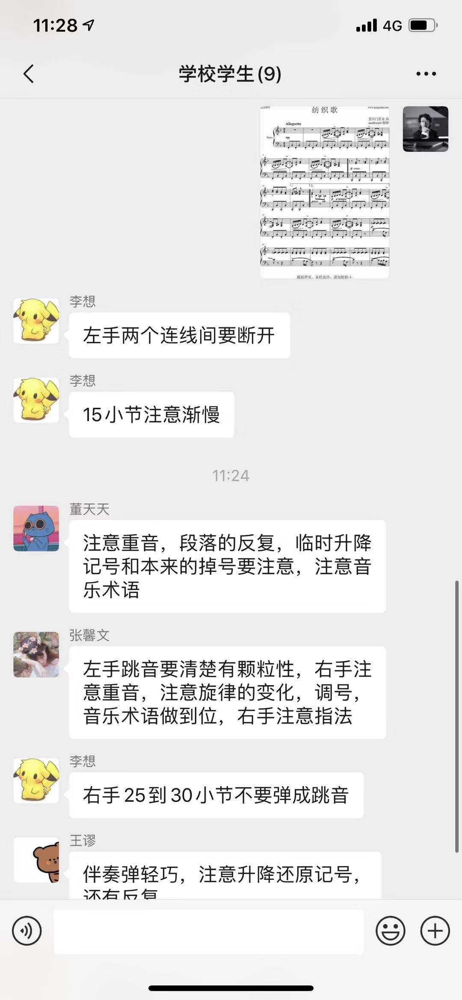 11:28
4G
学校学生(9)
纺织歌
www.gangqinpu.com
爱尔门里奇 曲
southwest 制谱
Allegretto
Piano
mp
p cresc.
1.
2.
poco rit.
p a tempo
p
版权所有。未经允许，请勿转抄-1-
李想
左手两个连线间要断开
李想
15小节注意渐慢
11:24
董天天
注意重音，段落的反复，临时升降
记号和本来的掉号要注意，注意音
乐术语
张馨文
左手跳音要清楚有颗粒性，右手注
意重音，注意旋律的变化，调号，
音乐术语做到位，右手注意指法
李想
右手25到30小节不要弹成跳音
王谬
伴奏弹轻巧，注意升降还原记号，
还有反复